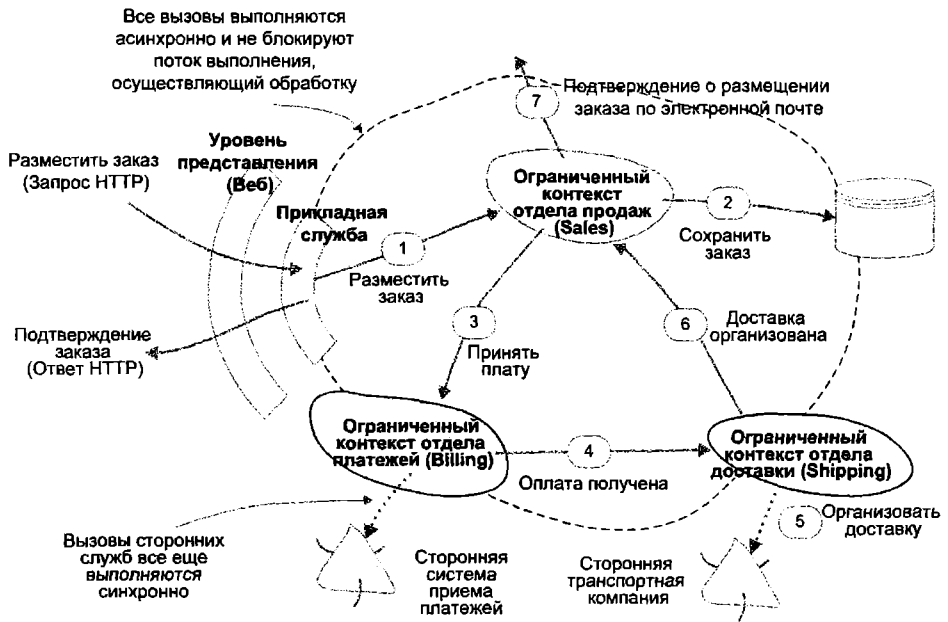 Все вызовы выполняются
асинхронно и не блокируют
поток выполнения,
осуществляющий обработку
7
Подтверждение о размещении
заказа по электронной почте
Уровень
представления
(Веб)
Разместить заказ
(Запрос HTTP)
Прикладная
служба
Ограниченный
контекст
отдела продаж
(Sales)
1
Разместить
заказ
2
Сохранить
заказ
Подтверждение
заказа
(Ответ HTTP)
3
Принять
плату
6
Доставка
организована
Ограниченный
контекст отдела
платежей (Billing)
4
Оплата получена
Ограниченный
контекст отдела
доставки (Shipping)
5
Организовать
доставку
Вызовы сторонних
служб все еще
выполняются
синхронно
Сторонняя
система
приема
платежей
Сторонняя
транспортная
компания